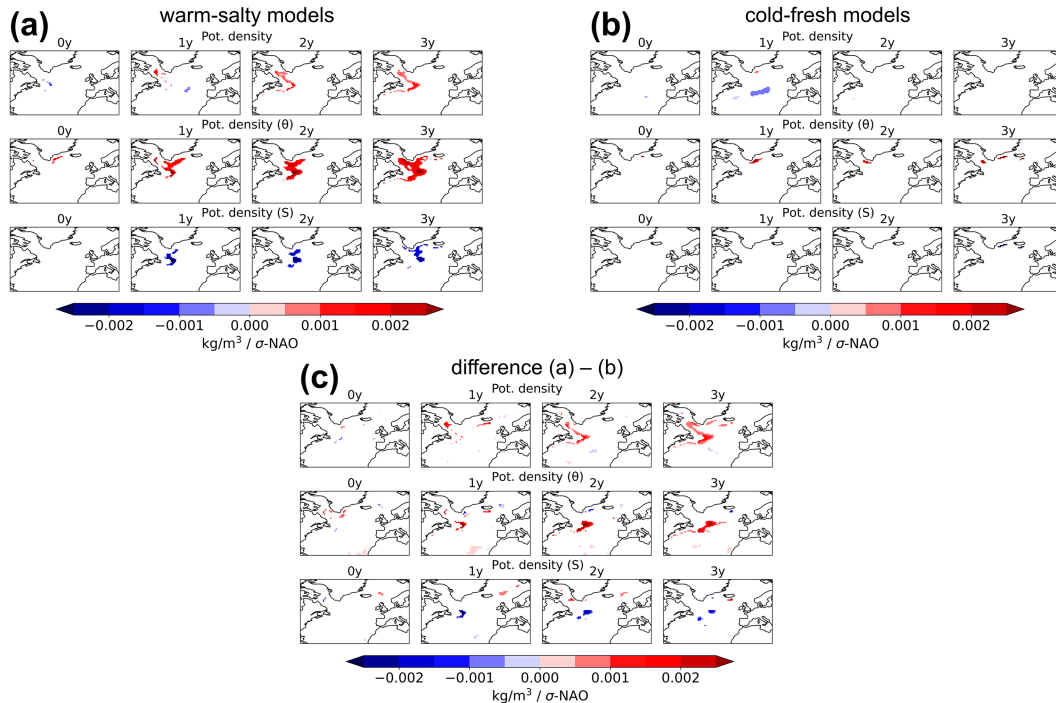 (a) warm-salty models
Pot. density
0y 1y 2y 3y
Pot. density (θ)
0y 1y 2y 3y
Pot. density (S)
0y 1y 2y 3y
−0.002 −0.001 0.000 0.001 0.002
kg/m³ / σ-NAO
(b) cold-fresh models
Pot. density
0y 1y 2y 3y
Pot. density (θ)
0y 1y 2y 3y
Pot. density (S)
0y 1y 2y 3y
−0.002 −0.001 0.000 0.001 0.002
kg/m³ / σ-NAO
(c) difference (a) – (b)
Pot. density
0y 1y 2y 3y
Pot. density (θ)
0y 1y 2y 3y
Pot. density (S)
0y 1y 2y 3y
−0.002 −0.001 0.000 0.001 0.002
kg/m³ / σ-NAO